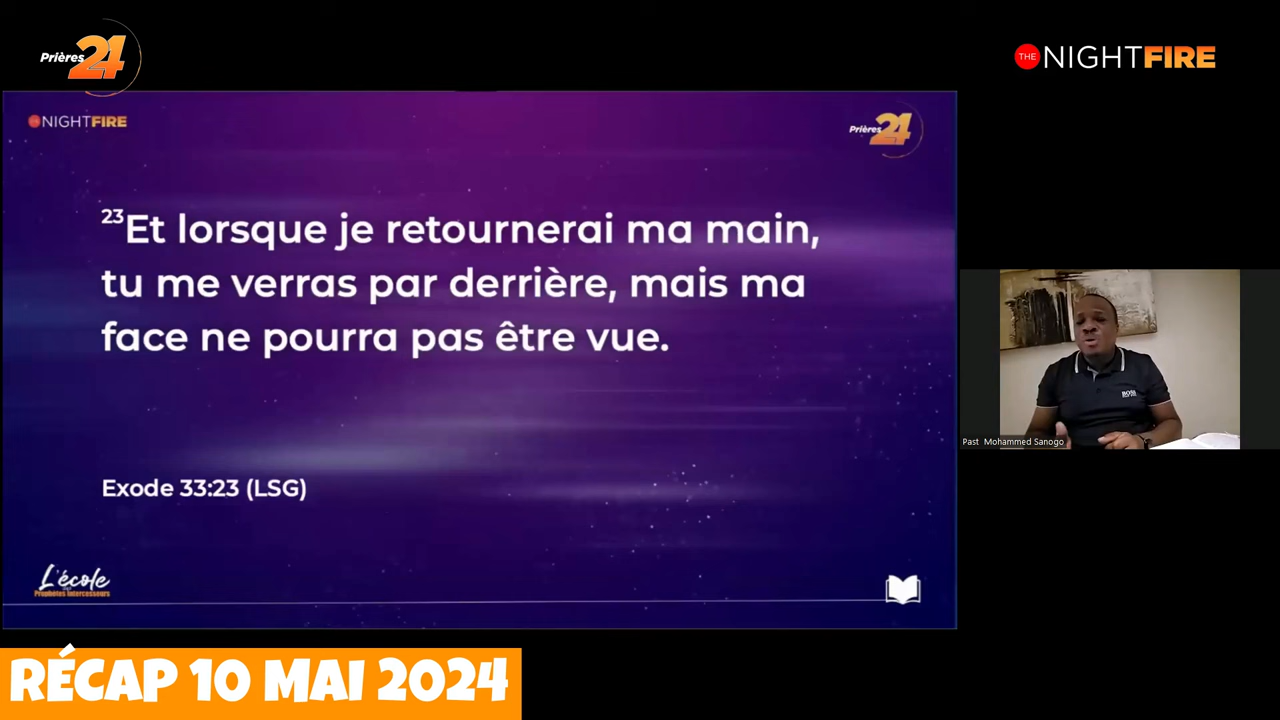 Prières 24
THE NIGHTFIRE
NIGHTFIRE
Prières 24
23Et lorsque je retournerai ma main,
tu me verras par derrière, mais ma
face ne pourra pas être vue.
Exode 33:23 (LSG)
L'école
Prophètes Intercesseurs
BOSS
Past Mohammed Sanogo
RÉCAP 10 MAI 2024